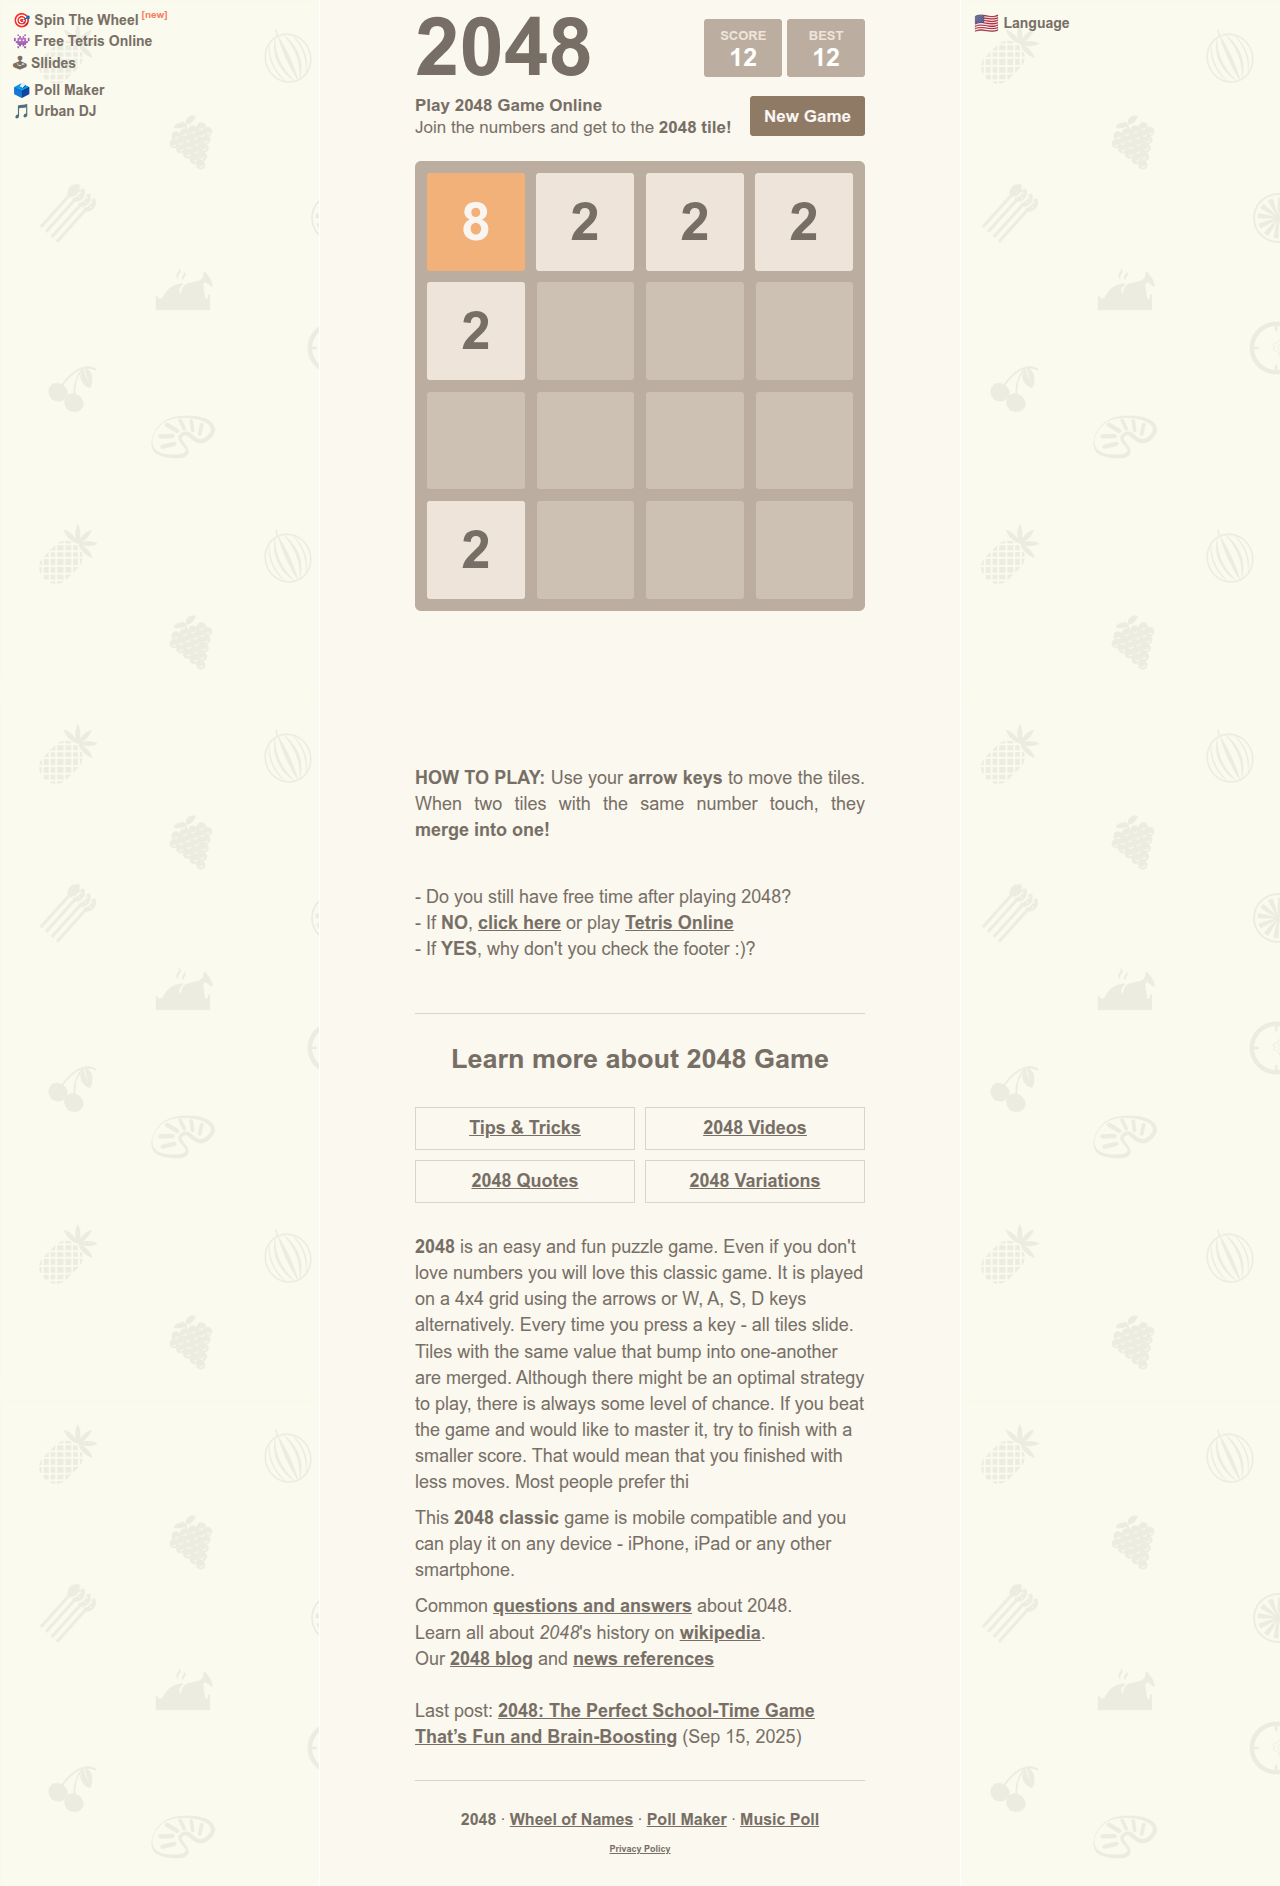 🎯 Spin The Wheel [new]
👾 Free Tetris Online
🕹 Sllides
🗳 Poll Maker
🎵 Urban DJ
🇺🇸 Language
2048
SCORE
12
BEST
12
Play 2048 Game Online
Join the numbers and get to the 2048 tile!
New Game
8 2 2 2
2
2
HOW TO PLAY: Use your arrow keys to move the tiles.
When two tiles with the same number touch, they
merge into one!
- Do you still have free time after playing 2048?
- If NO, click here or play Tetris Online
- If YES, why don't you check the footer :)?
Learn more about 2048 Game
Tips & Tricks
2048 Videos
2048 Quotes
2048 Variations
2048 is an easy and fun puzzle game. Even if you don't
love numbers you will love this classic game. It is played
on a 4x4 grid using the arrows or W, A, S, D keys
alternatively. Every time you press a key - all tiles slide.
Tiles with the same value that bump into one-another
are merged. Although there might be an optimal strategy
to play, there is always some level of chance. If you beat
the game and would like to master it, try to finish with a
smaller score. That would mean that you finished with
less moves. Most people prefer thi
This 2048 classic game is mobile compatible and you
can play it on any device - iPhone, iPad or any other
smartphone.
Common questions and answers about 2048.
Learn all about 2048's history on wikipedia.
Our 2048 blog and news references
Last post: 2048: The Perfect School-Time Game
That’s Fun and Brain-Boosting (Sep 15, 2025)
2048 · Wheel of Names · Poll Maker · Music Poll
Privacy Policy